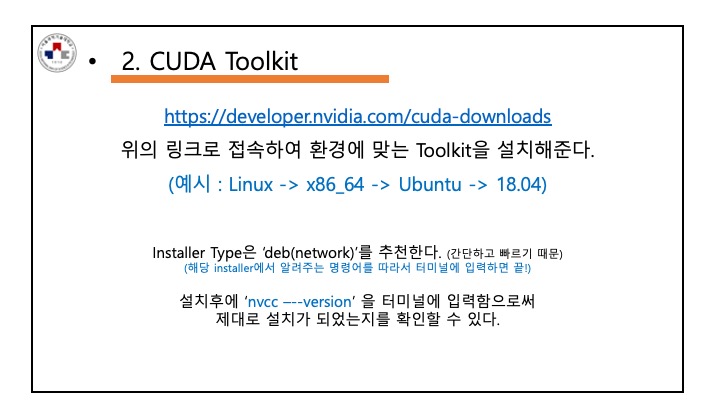 • 2. CUDA Toolkit
https://developer.nvidia.com/cuda-downloads
위의 링크로 접속하여 환경에 맞는 Toolkit을 설치해준다.
(예시 : Linux -> x86_64 -> Ubuntu -> 18.04)
Installer Type은 ‘deb(network)’를 추천한다. (간단하고 빠르기 때문)
(해당 installer에서 알려주는 명령어를 따라서 터미널에 입력하면 끝!)
설치후에 ‘nvcc –--version’ 을 터미널에 입력함으로써
제대로 설치가 되었는지를 확인할 수 있다.